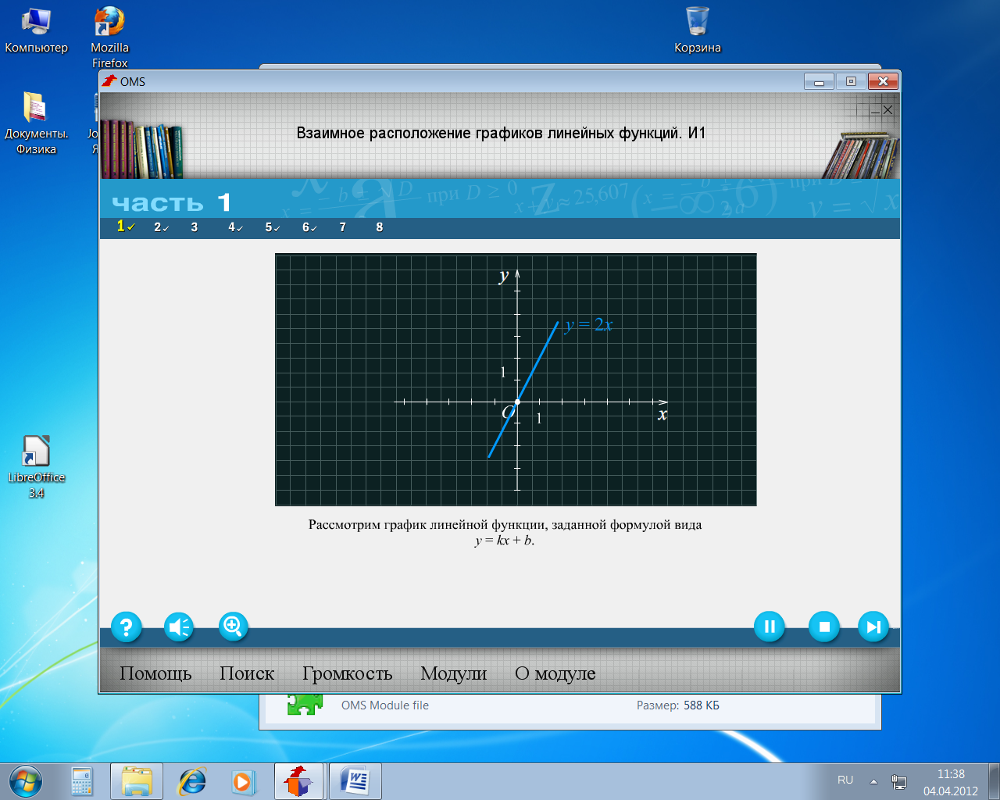 Компьютер
Mozilla
Firefox
Корзина
Документы.
Физика
LibreOffice
3.4
OMS
Взаимное расположение графиков линейных функций. И1
часть 1
1 2 3 4 5 6 7 8
y
y = 2x
1
O
1
x
Рассмотрим график линейной функции, заданной формулой вида
y = kx + b.
Помощь Поиск Громкость Модули О модуле
OMS Module file Размер: 588 КБ
RU
11:38
04.04.2012